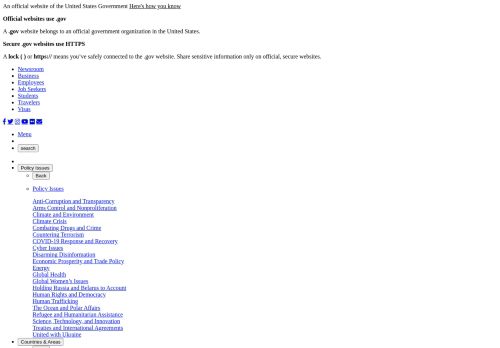 An official website of the United States Government Here's how you know
Official websites use .gov
A .gov website belongs to an official government organization in the United States.
Secure .gov websites use HTTPS
A lock ( ) or https:// means you've safely connected to the .gov website. Share sensitive information only on official, secure websites.
Newsroom
Business
Employees
Job Seekers
Students
Travelers
Visas
Menu
search
Policy Issues
Back
Policy Issues
Anti-Corruption and Transparency
Arms Control and Nonproliferation
Climate and Environment
Climate Crisis
Combating Drugs and Crime
Countering Terrorism
COVID-19 Response and Recovery
Cyber Issues
Disarming Disinformation
Economic Prosperity and Trade Policy
Energy
Global Health
Global Women's Issues
Holding Russia and Belarus to Account
Human Rights and Democracy
Human Trafficking
The Ocean and Polar Affairs
Refugee and Humanitarian Assistance
Science, Technology, and Innovation
Treaties and International Agreements
United with Ukraine
Countries & Areas